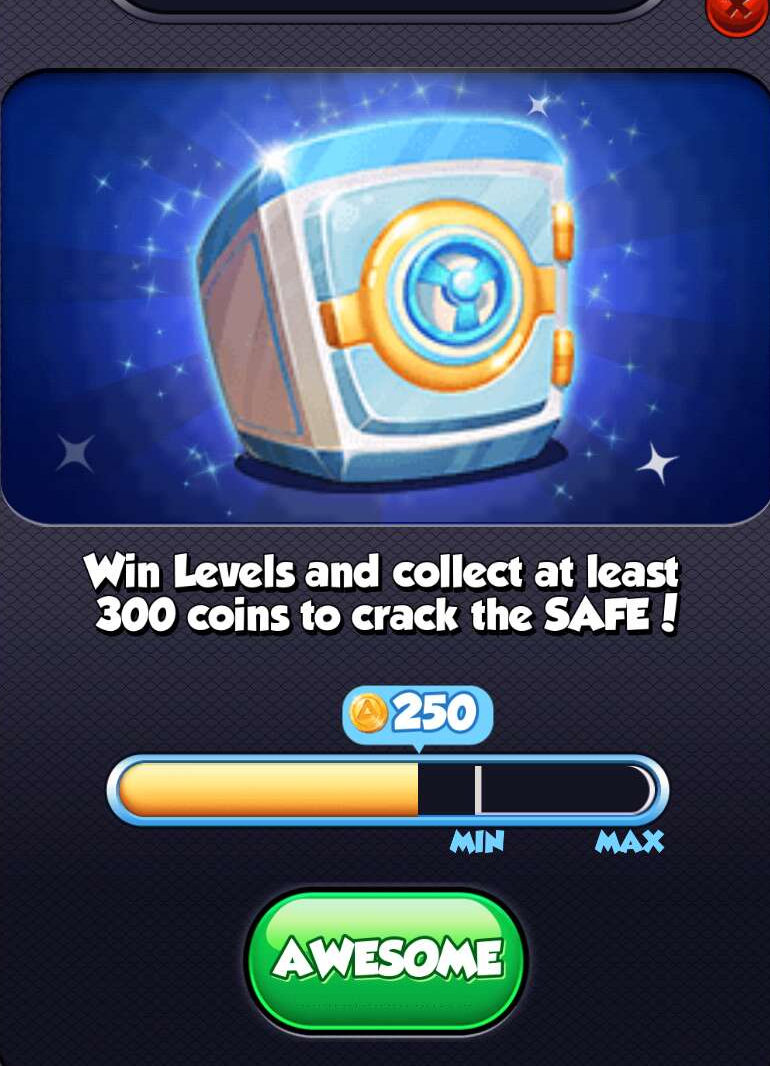 Win Levels and collect at least
300 coins to crack the SAFE!
250
MIN MAX
AWESOME